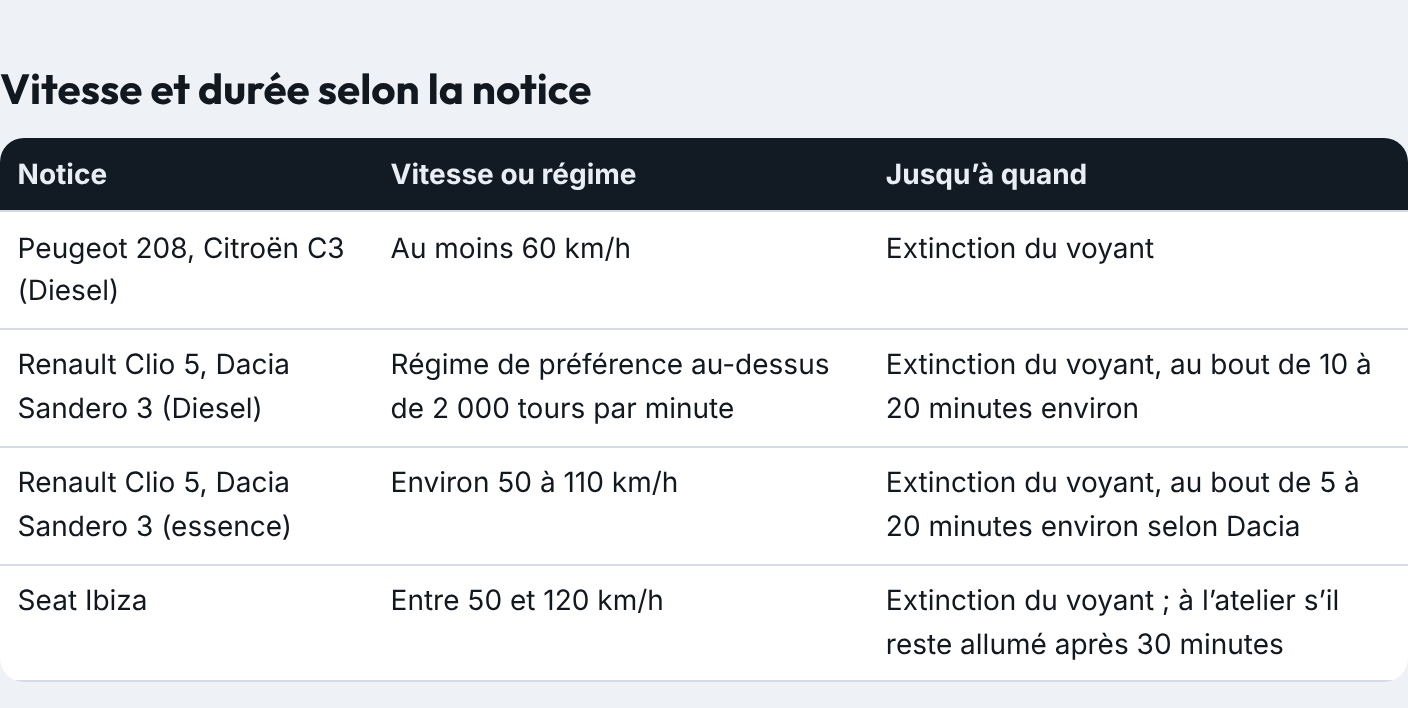 Vitesse et durée selon la notice
Notice Vitesse ou régime Jusqu’à quand
Peugeot 208, Citroën C3 Au moins 60 km/h Extinction du voyant
(Diesel)
Renault Clio 5, Dacia Régime de préférence au-dessus Extinction du voyant, au bout de 10 à
Sandero 3 (Diesel) de 2 000 tours par minute 20 minutes environ
Renault Clio 5, Dacia Environ 50 à 110 km/h Extinction du voyant, au bout de 5 à
Sandero 3 (essence) 20 minutes environ selon Dacia
Seat Ibiza Entre 50 et 120 km/h Extinction du voyant ; à l’atelier s’il
reste allumé après 30 minutes